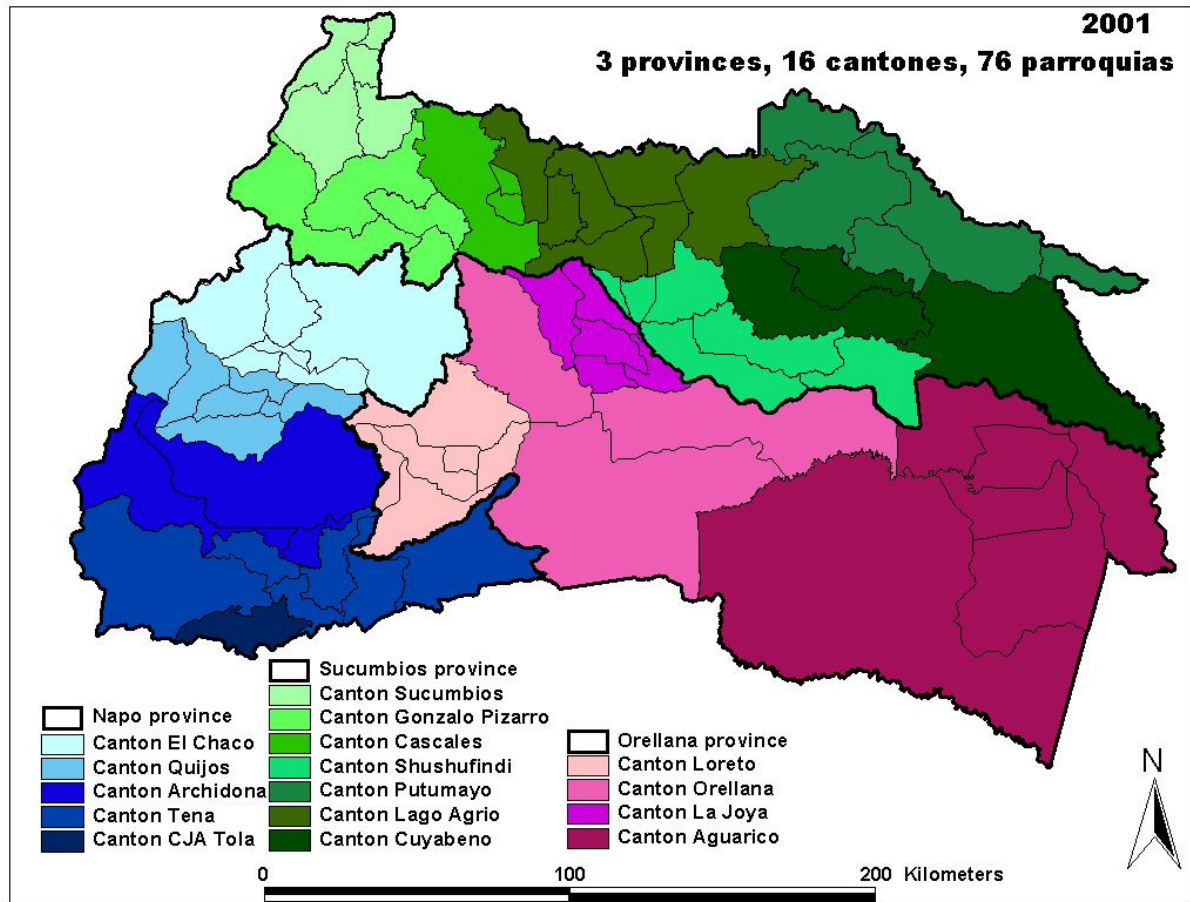 2001
3 provinces, 16 cantones, 76 parroquias
Napo province
Canton El Chaco
Canton Quijos
Canton Archidona
Canton Tena
Canton CJA Tola
Sucumbios province
Canton Sucumbios
Canton Gonzalo Pizarro
Canton Cascales
Canton Shushufindi
Canton Putumayo
Canton Lago Agrio
Canton Cuyabeno
Orellana province
Canton Loreto
Canton Orellana
Canton La Joya
Canton Aguarico
N
0 100 200 Kilometers